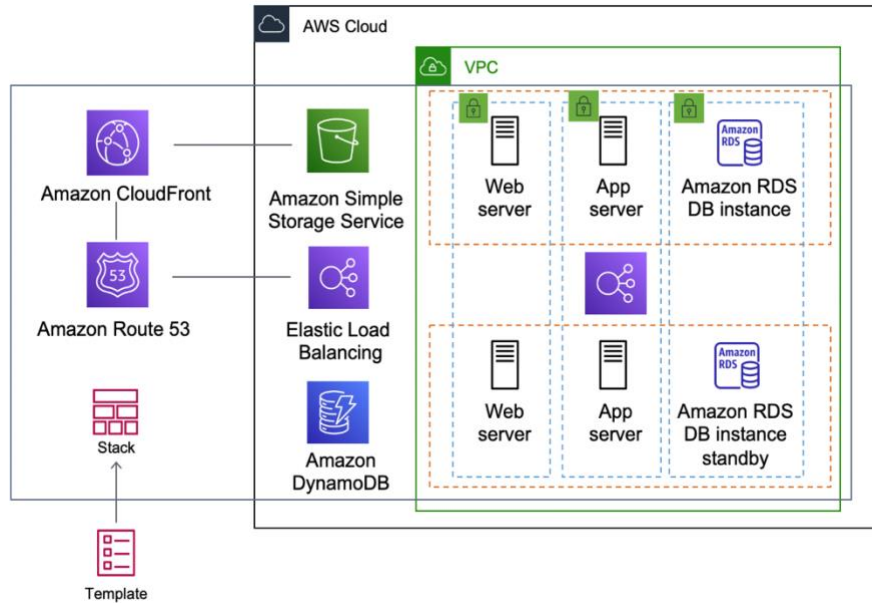 AWS Cloud
VPC
Amazon CloudFront
Amazon Simple
Storage Service
Web
server
App
server
Amazon
RDS
Amazon RDS
DB instance
53
Amazon Route 53
Elastic Load
Balancing
Stack
Amazon
DynamoDB
Web
server
App
server
Amazon
RDS
Amazon RDS
DB instance
standby
Template